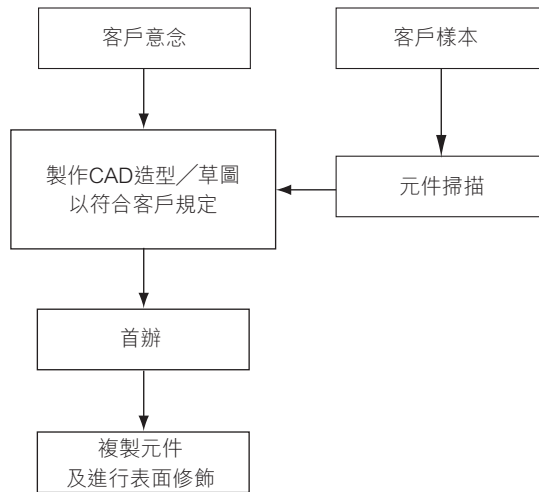 客戶意念
客戶樣本
製作CAD造型／草圖
以符合客戶規定
元件掃描
首辦
複製元件
及進行表面修飾